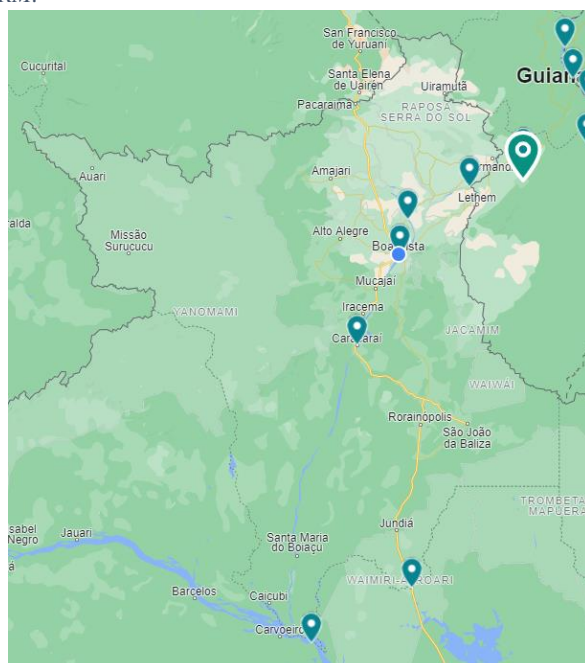 San Francisco
de Yuruani
Cucurital
Santa Elena
de Uairén
Guian
Uiramutã
Pacaraima
RAPOSA
SERRA DO SOL
Auari
Amajari
Lethem
Alto Alegre
Missão
Surucucu
Mucajaí
YANOMAMI
Iracema
JACAMIM
WAIWAI
Rorainópolis
São João
da Baliza
TROMBETA
MAPUERA
Jundiá
sabel
Negro
Jauari
Santa Maria
do Boiaçu
Barcelos
Caicubi
Carvoeiro